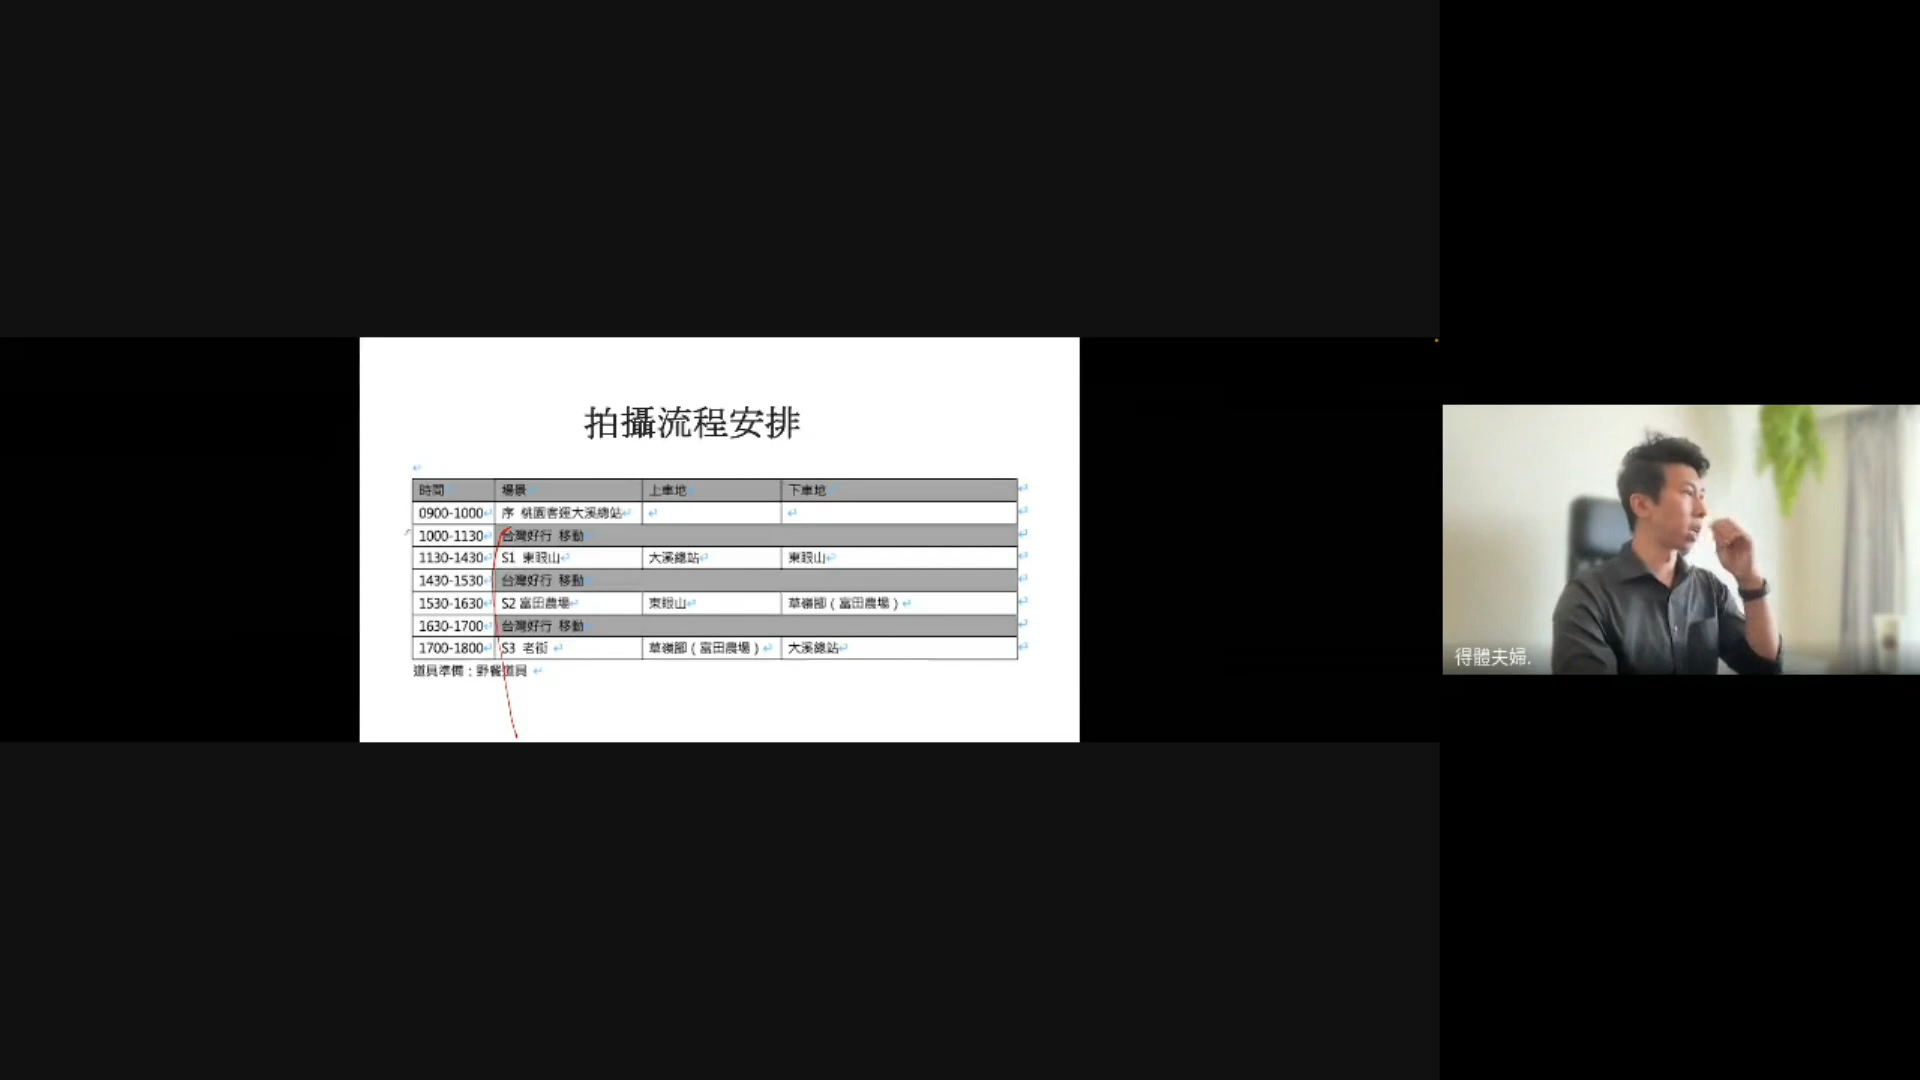 拍攝流程安排
時間 場景 上車地 下車地
0900-1000 序 桃園客運大溪總站
1000-1130 台灣好行 移動
1130-1430 S1 東眼山 大溪總站 東眼山
1430-1530 台灣好行 移動
1530-1630 S2 富田農場 東眼山 草嶺腳（富田農場）
1630-1700 台灣好行 移動
1700-1800 S3 老街 草嶺腳（富田農場） 大溪總站
道具準備：野餐道具
得體夫婦.